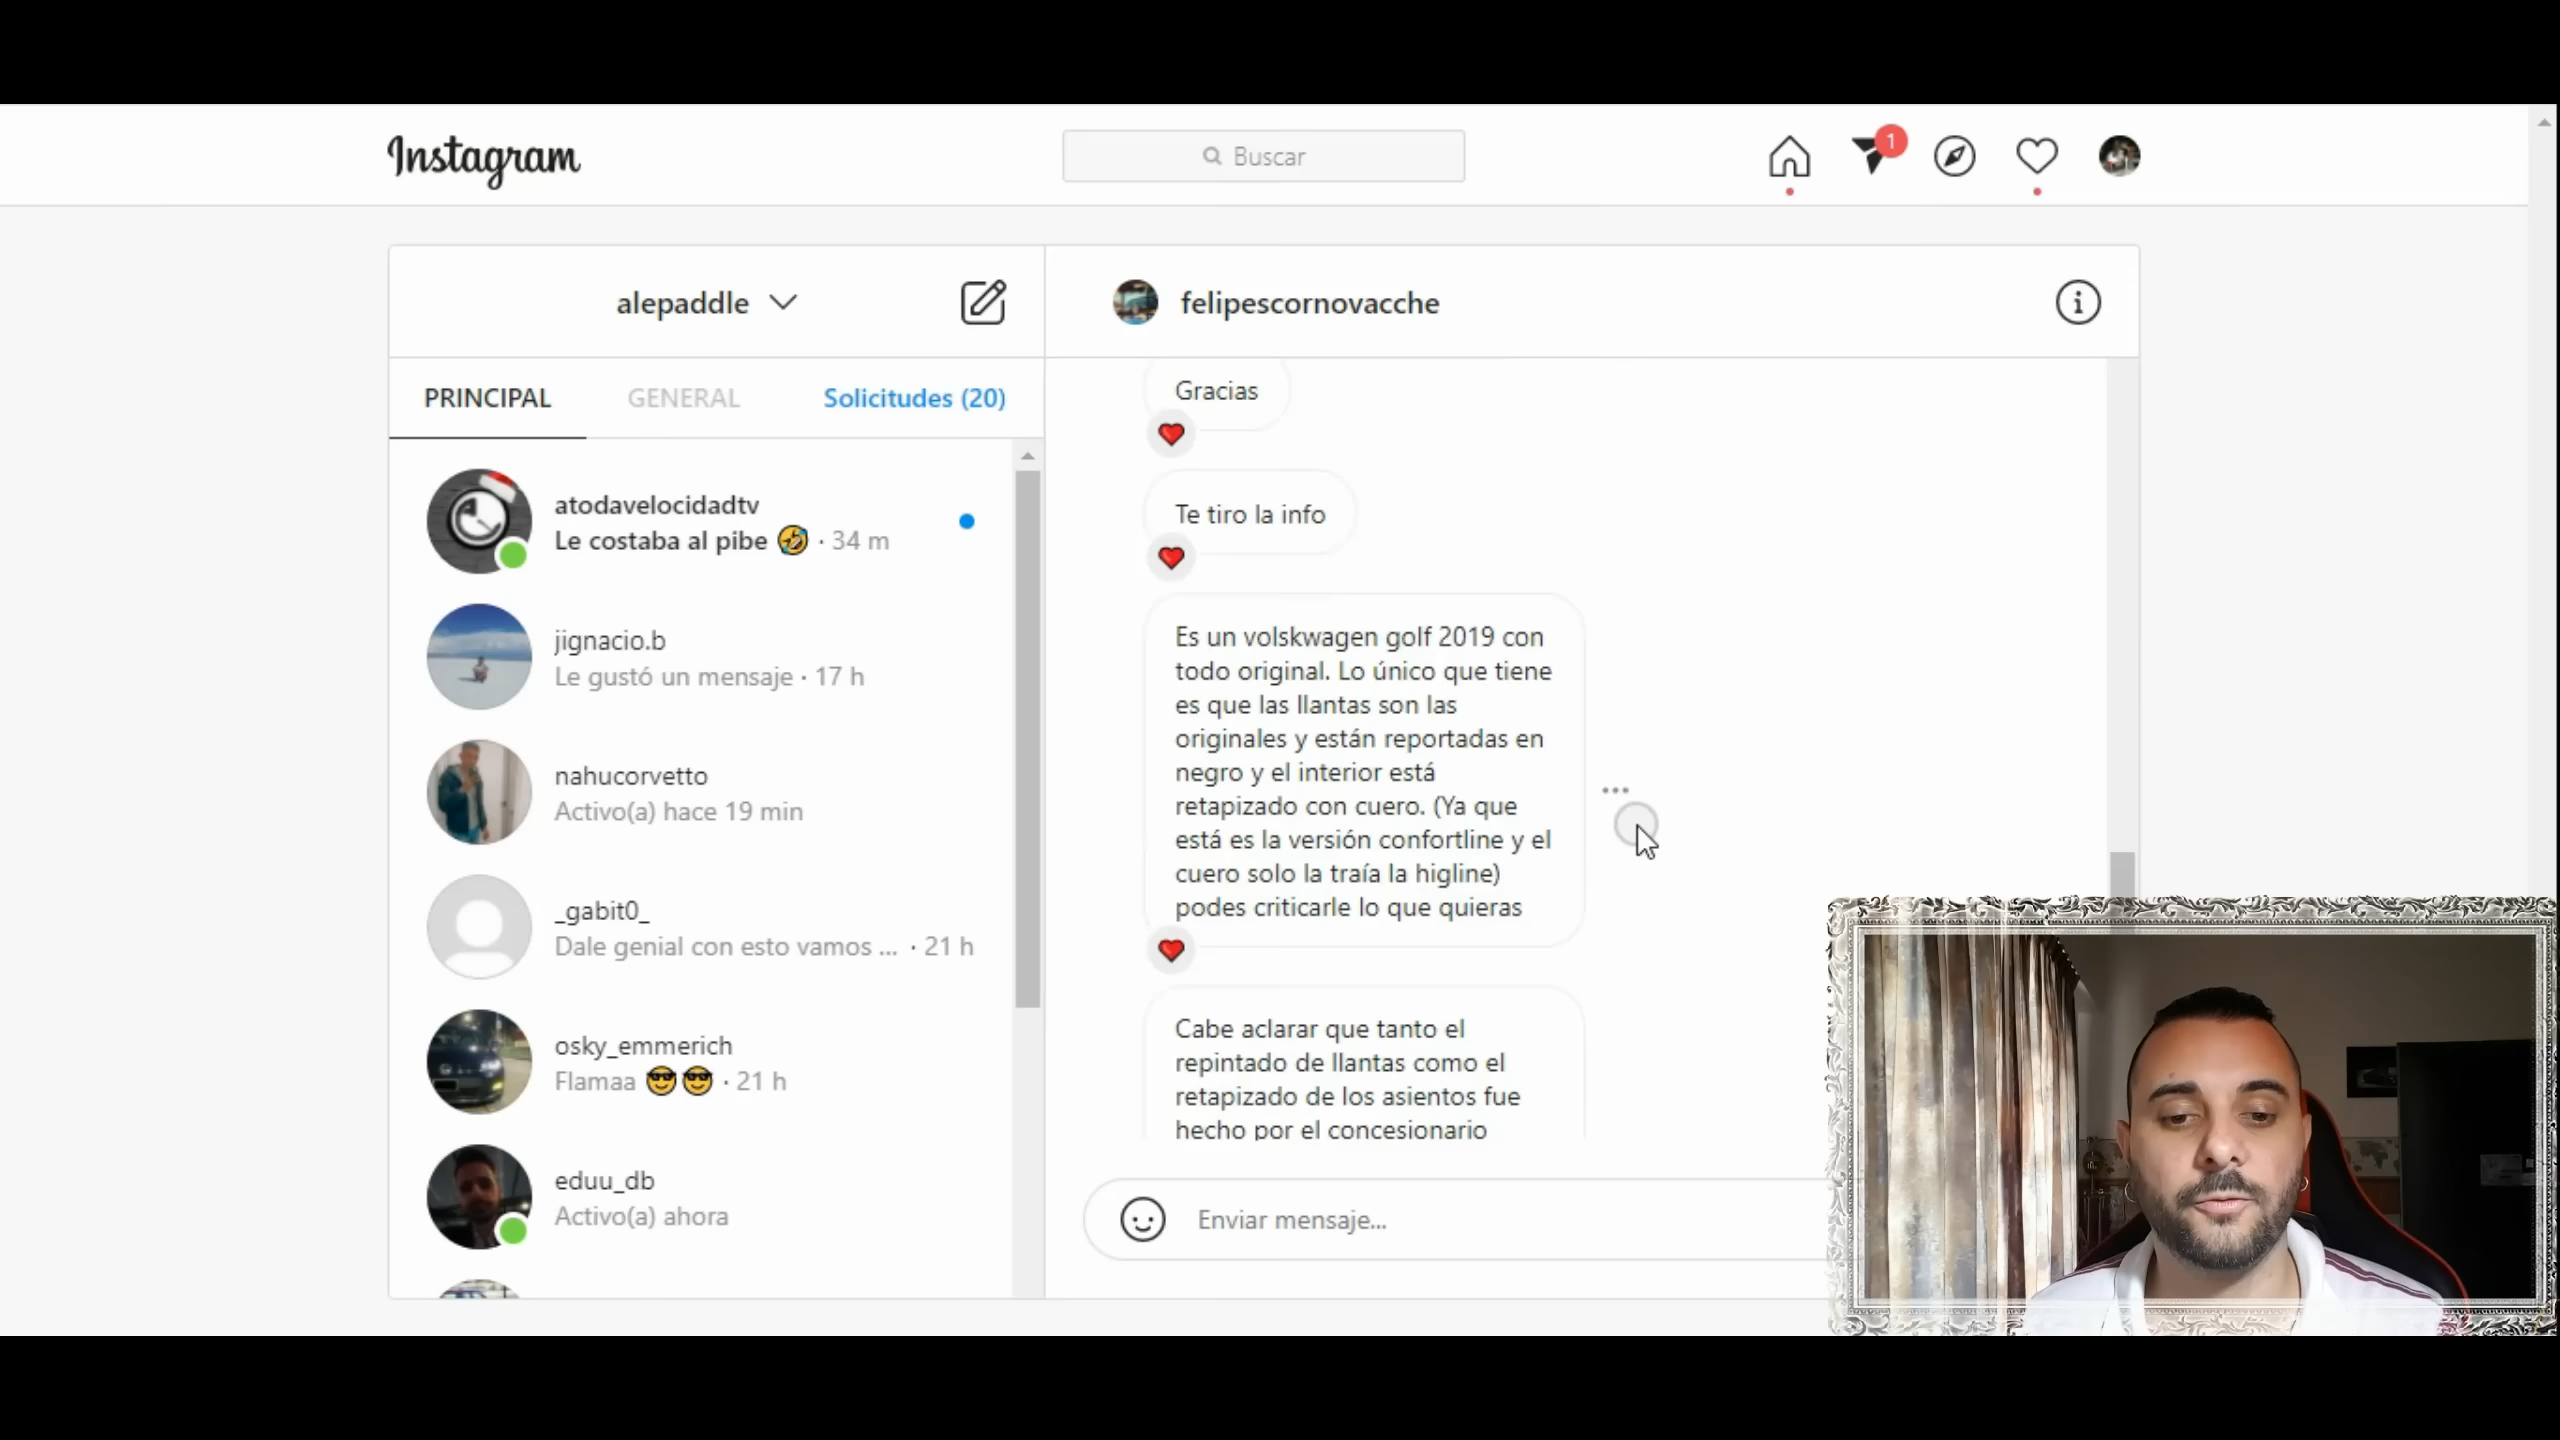 Instagram
Buscar
1
alepaddle
PRINCIPAL
GENERAL
Solicitudes (20)
atodavelocidadtv
Le costaba al pibe 🤣 · 34 m
jignacio.b
Le gustó un mensaje · 17 h
nahucorvetto
Activo(a) hace 19 min
_gabit0_
Dale genial con esto vamos ... · 21 h
osky_emmerich
Flamaa 😎😎 · 21 h
eduu_db
Activo(a) ahora
felipescornovacche
Gracias
Te tiro la info
Es un volskwagen golf 2019 con
todo original. Lo único que tiene
es que las llantas son las
originales y están reportadas en
negro y el interior está
retapizado con cuero. (Ya que
está es la versión confortline y el
cuero solo la traía la higline)
podes criticarle lo que quieras
Cabe aclarar que tanto el
repintado de llantas como el
retapizado de los asientos fue
hecho por el concesionario
Enviar mensaje...